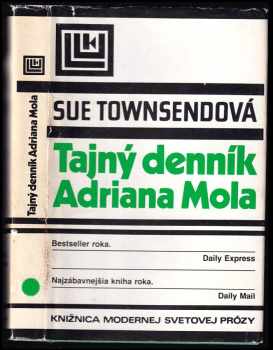 SUE TOWNSENDOVÁ
Tajný denník
Adriana Mola
Bestseller roka.
Daily Express
Najzábavnejšia kniha roka.
Daily Mail
KNIŽNICA MODERNEJ SVETOVEJ PRÓZY
Tajný denník Adriana Mola